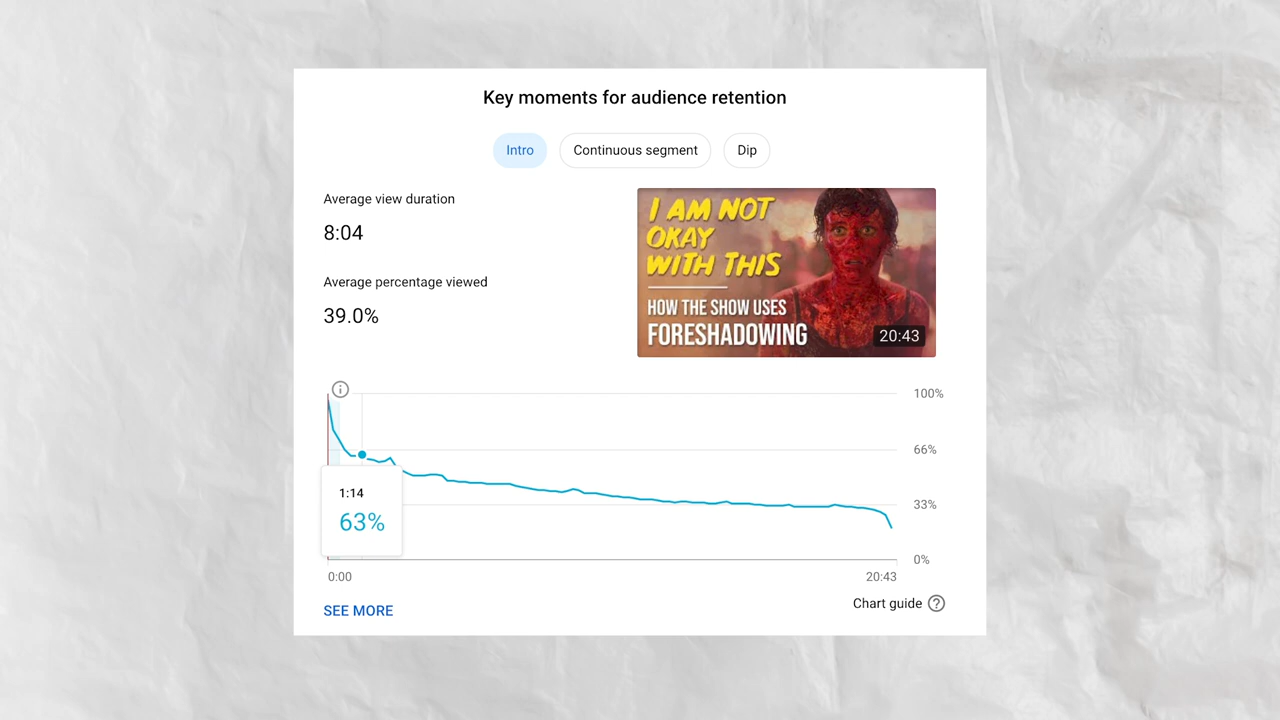 Key moments for audience retention
Intro
Continuous segment
Dip
Average view duration
8:04
Average percentage viewed
39.0%
I AM NOT
OKAY
WITH THIS
HOW THE SHOW USES
FORESHADOWING
20:43
100%
66%
33%
0%
1:14
63%
0:00
20:43
SEE MORE
Chart guide